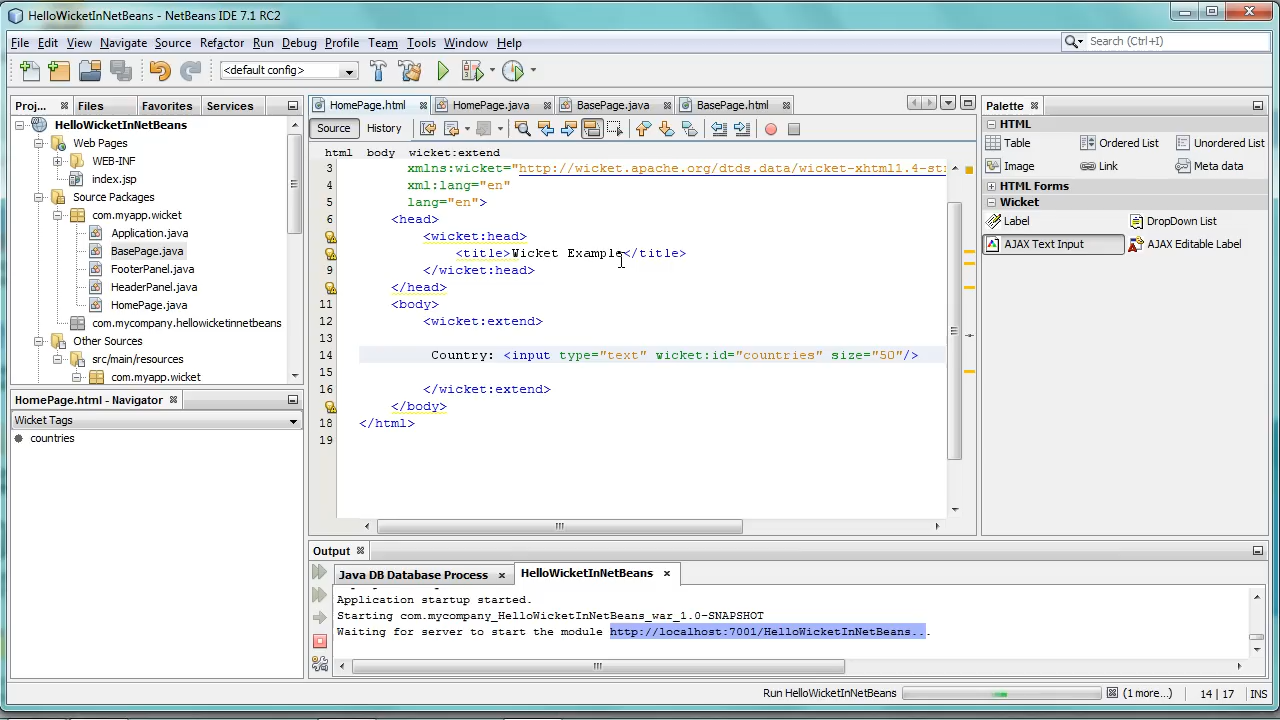 HelloWicketInNetBeans - NetBeans IDE 7.1 RC2
File Edit View Navigate Source Refactor Run Debug Profile Team Tools Window Help
Search (Ctrl+I)
<default config>
Proj... Files Favorites Services
HelloWicketInNetBeans
Web Pages
WEB-INF
index.jsp
Source Packages
com.myapp.wicket
Application.java
BasePage.java
FooterPanel.java
HeaderPanel.java
HomePage.java
com.mycompany.hellowicketinnetbeans
Other Sources
src/main/resources
com.myapp.wicket
HomePage.html - Navigator
Wicket Tags
countries
HomePage.html HomePage.java BasePage.java BasePage.html
Source History
html body wicket:extend
3 xmlns:wicket="http://wicket.apache.org/dtds.data/wicket-xhtml1.4-str
4 xml:lang="en"
5 lang="en">
6 <head>
<wicket:head>
<title>Wicket Example</title>
9 </wicket:head>
</head>
11 <body>
12 <wicket:extend>
13
14 Country: <input type="text" wicket:id="countries" size="50"/>
15
16 </wicket:extend>
</body>
18 </html>
19
Palette
HTML
Table Ordered List Unordered List
Image Link Meta data
HTML Forms
Wicket
Label DropDown List
AJAX Text Input AJAX Editable Label
Output
Java DB Database Process HelloWicketInNetBeans
Application startup started.
Starting com.mycompany_HelloWicketInNetBeans_war_1.0-SNAPSHOT
Waiting for server to start the module http://localhost:7001/HelloWicketInNetBeans...
Run HelloWicketInNetBeans (1 more...) 14 | 17 INS